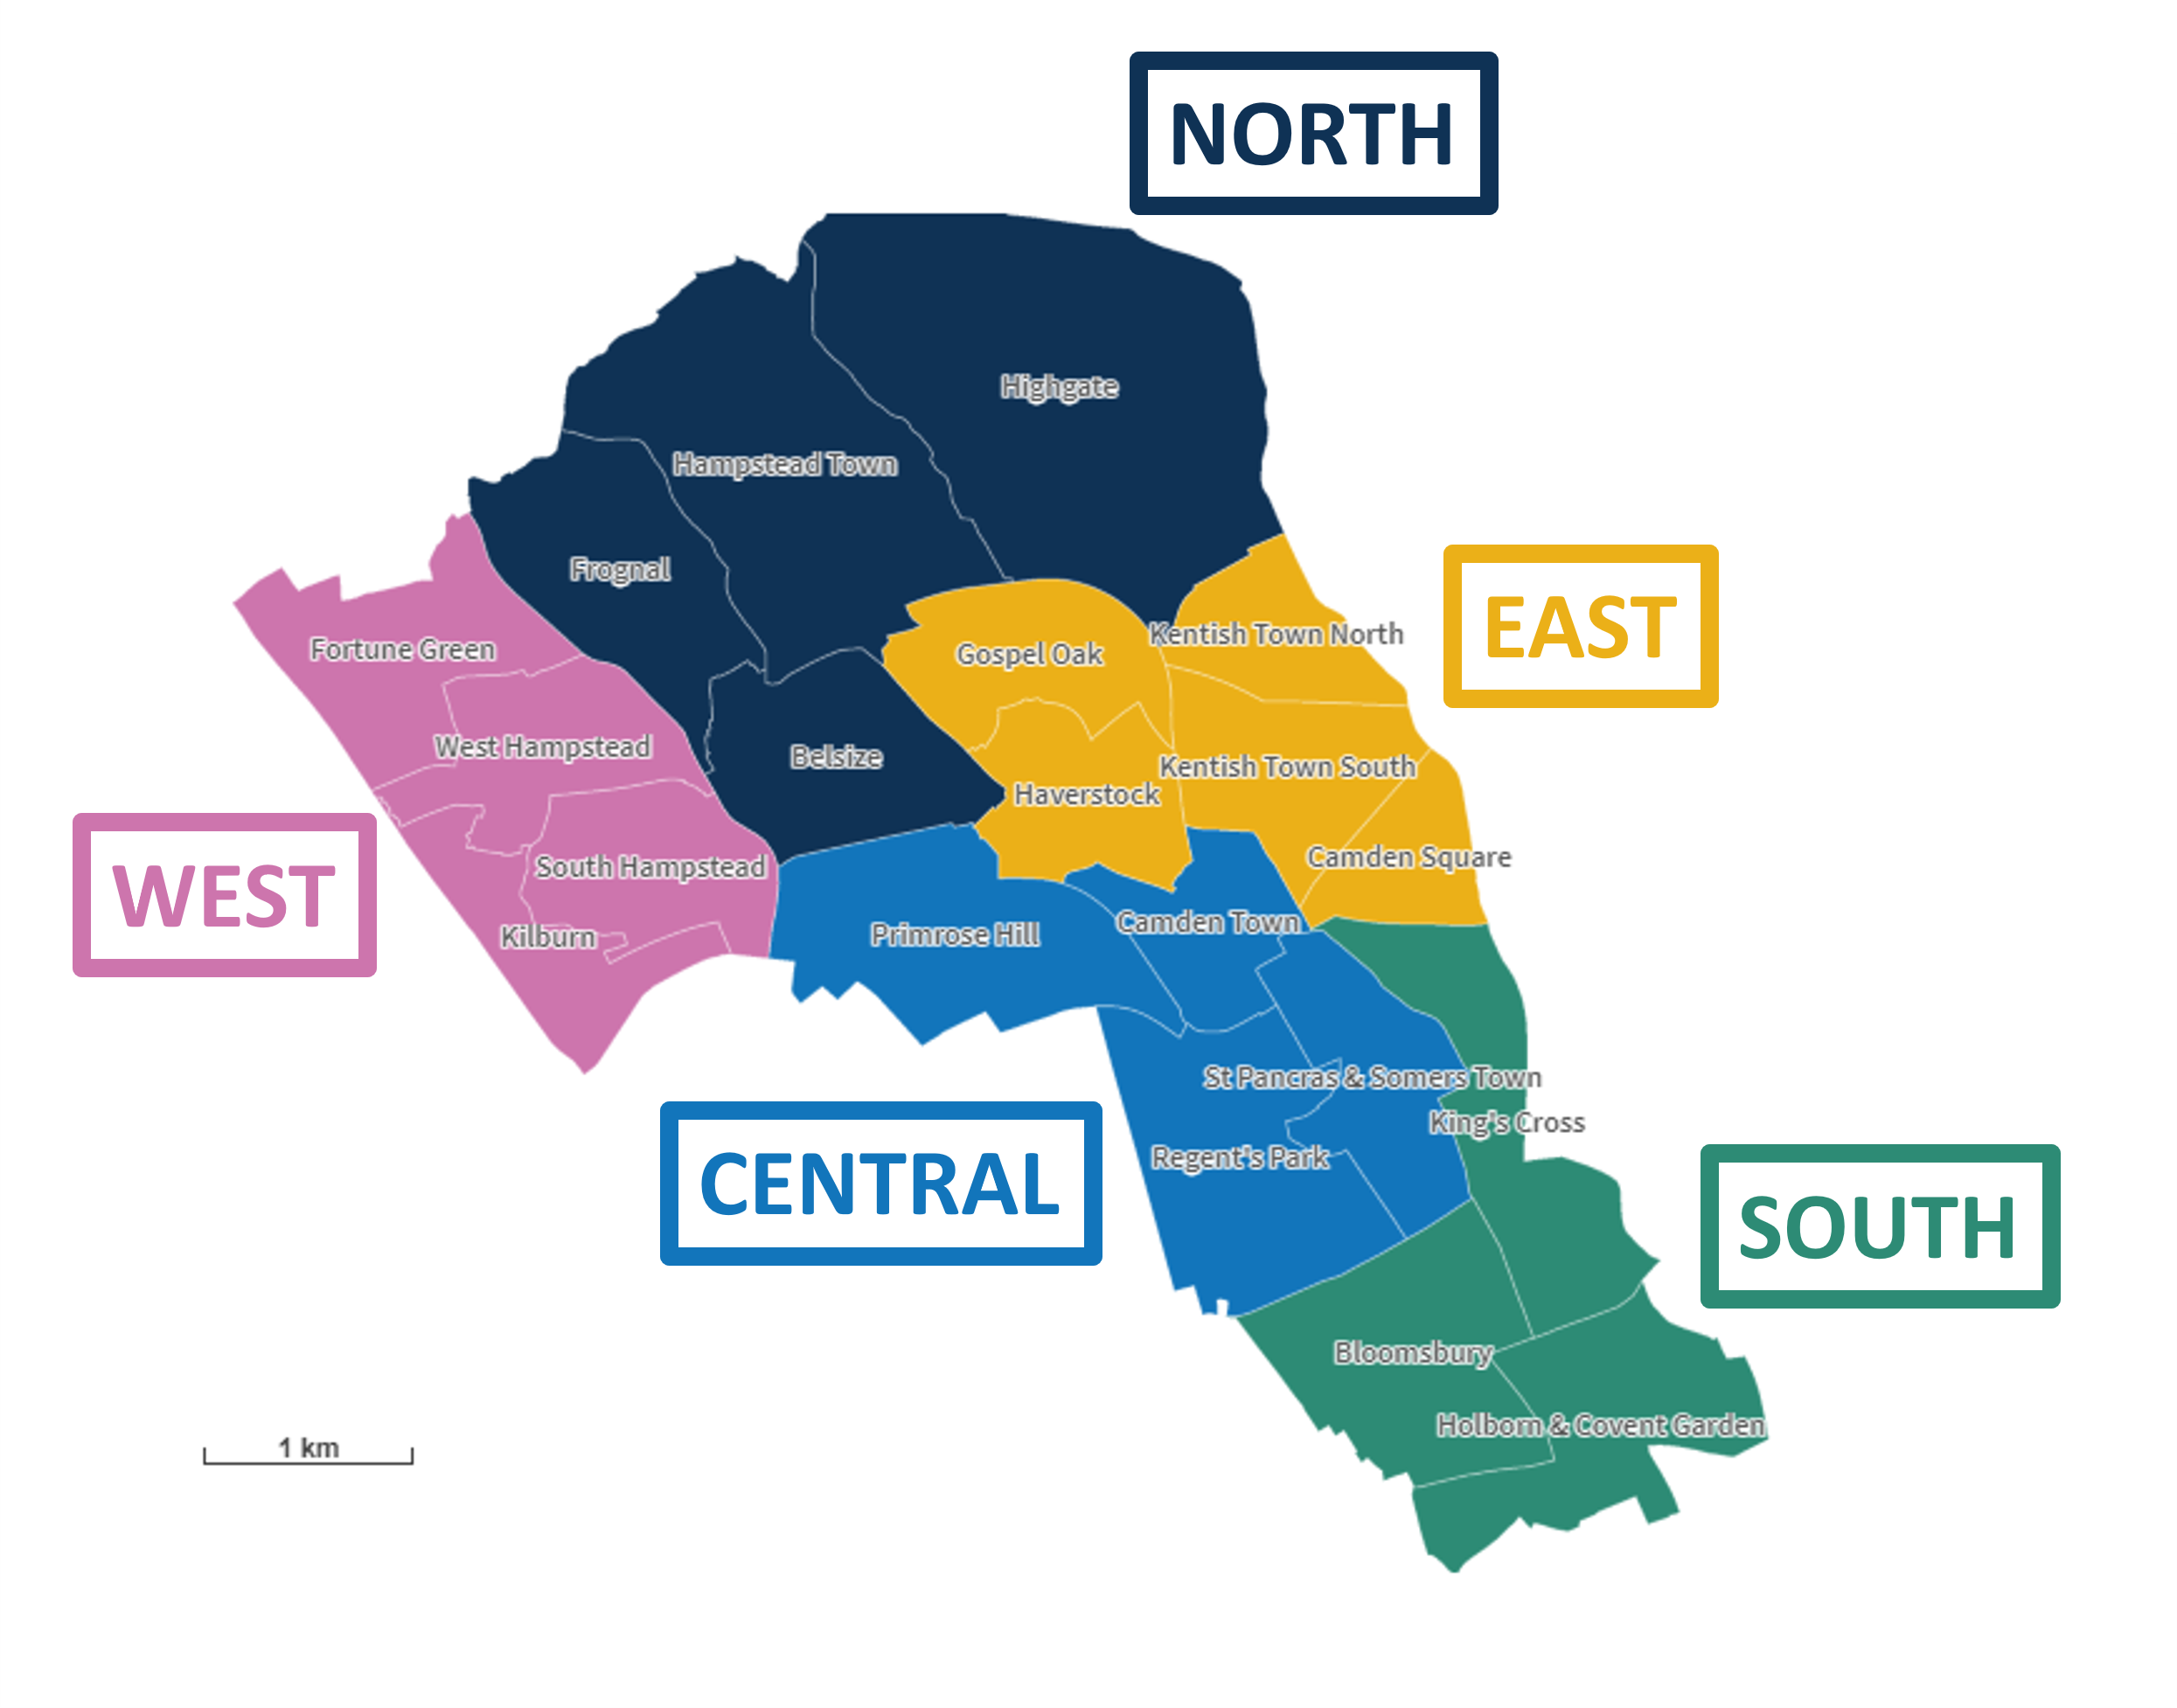 NORTH
Highgate
Hampstead Town
Frognal
EAST
Kentish Town North
Fortune Green
Gospel Oak
West Hampstead
Belsize
Kentish Town South
Haverstock
WEST
South Hampstead
Camden Square
Kilburn
Primrose Hill
Camden Town
St Pancras & Somers Town
King's Cross
CENTRAL
Regent's Park
SOUTH
Bloomsbury
Holborn & Covent Garden
1 km